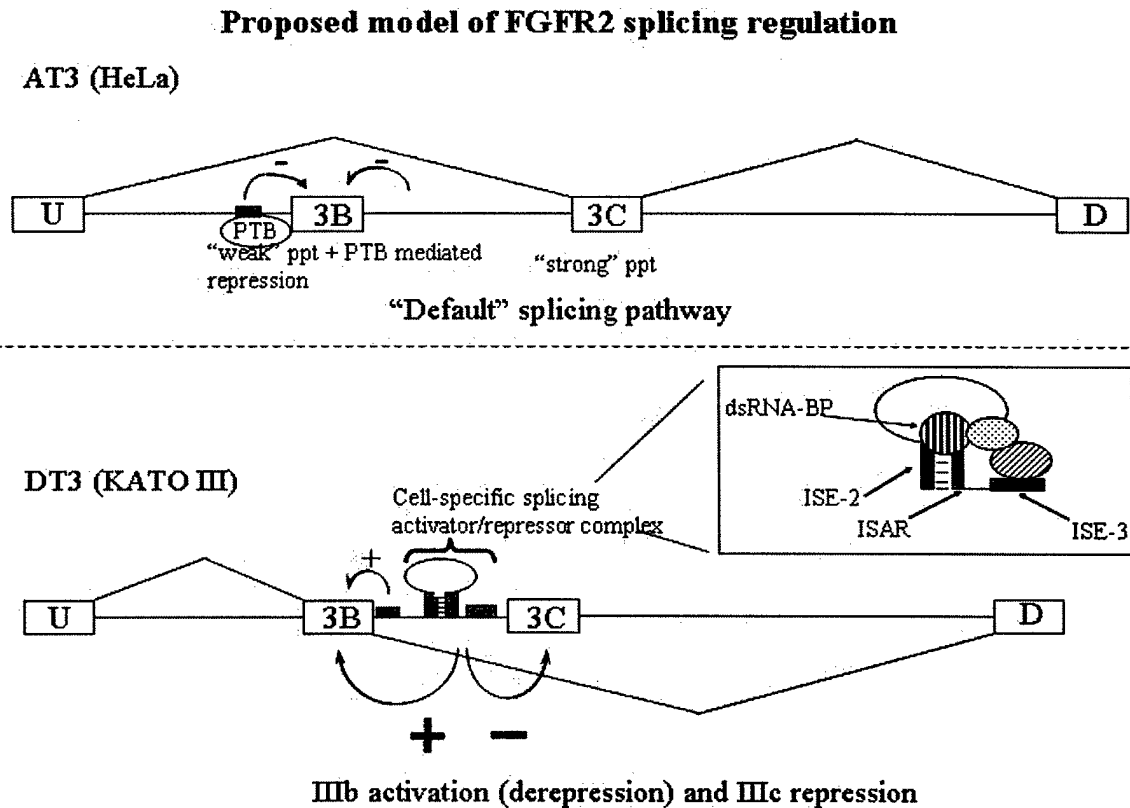 Proposed model of FGFR2 splicing regulation
AT3 (HeLa)
- -
U 3B 3C D
PTB
"weak" ppt + PTB mediated
repression
"strong" ppt
"Default" splicing pathway
dsRNA-BP
ISE-2
ISAR
ISE-3
DT3 (KATO III)
Cell-specific splicing
activator/repressor complex
+
U 3B 3C D
+ -
IIIb activation (derepression) and IIIc repression